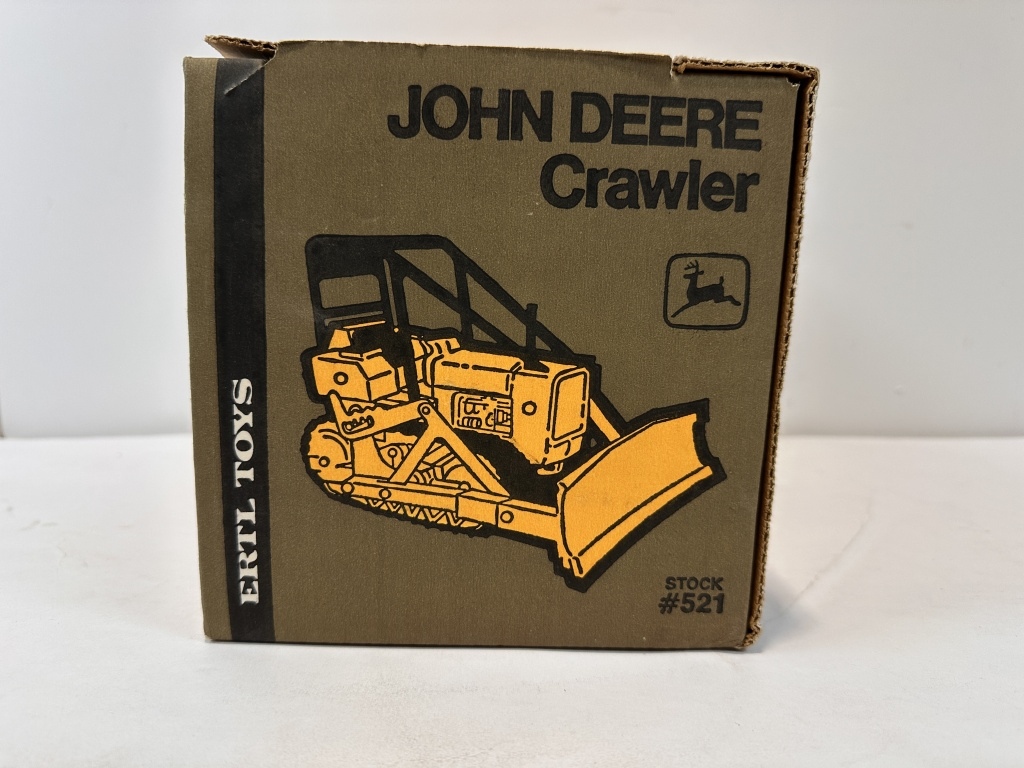 JOHN DEERE
Crawler
ERTL TOYS
STOCK
#521